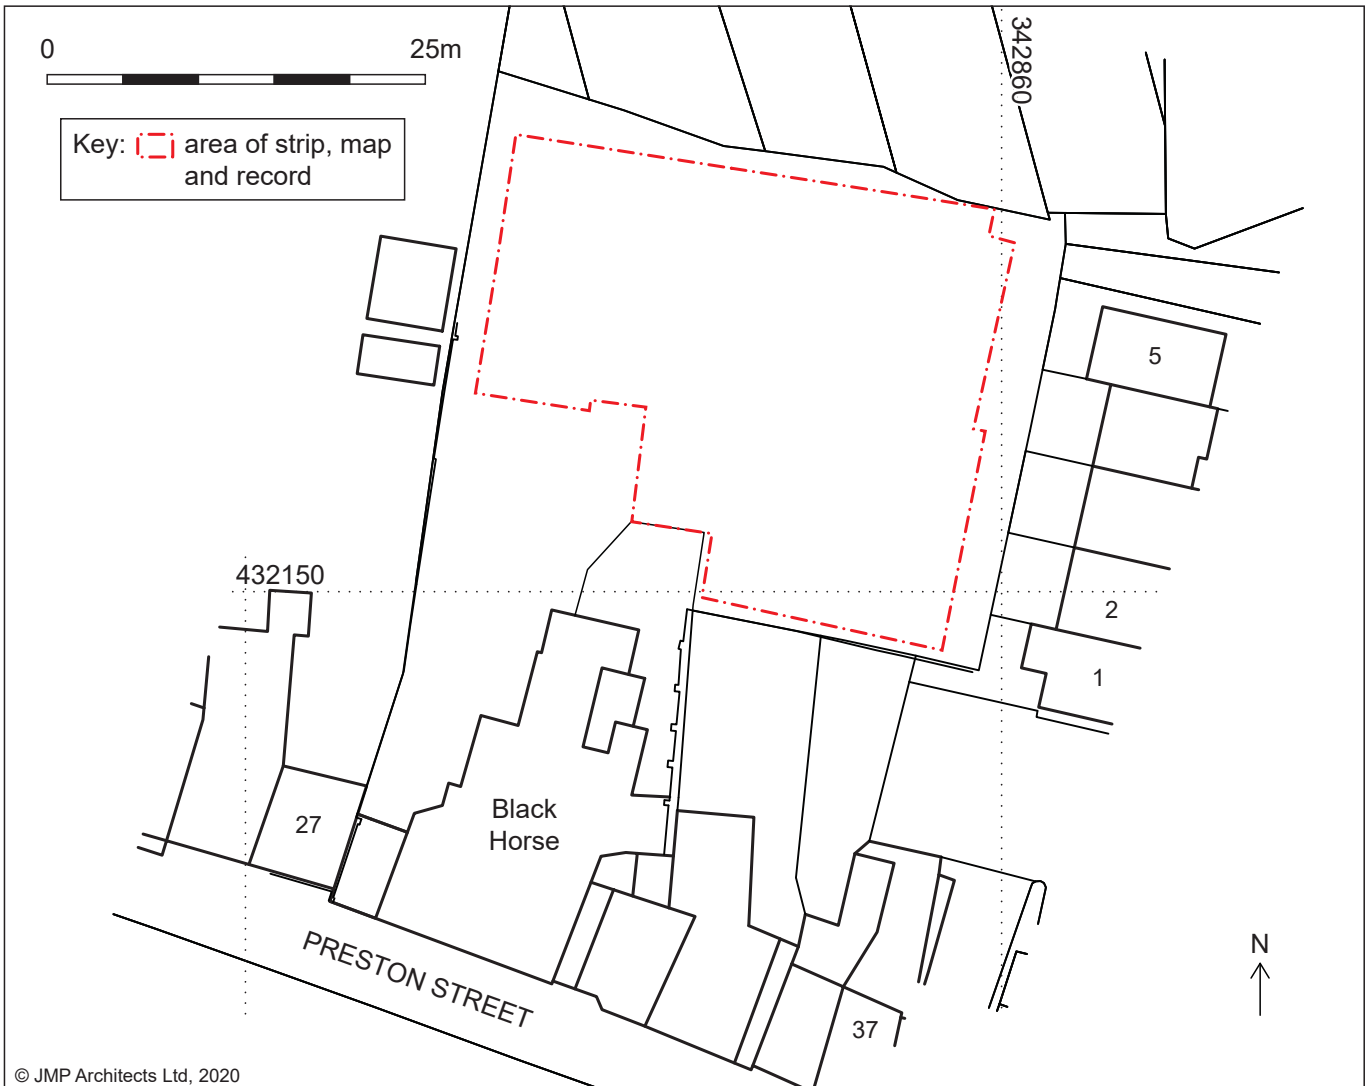 0 25m
342860
Key: area of strip, map
and record
5
432150
2
1
27
Black
Horse
PRESTON STREET
N
37
© JMP Architects Ltd, 2020